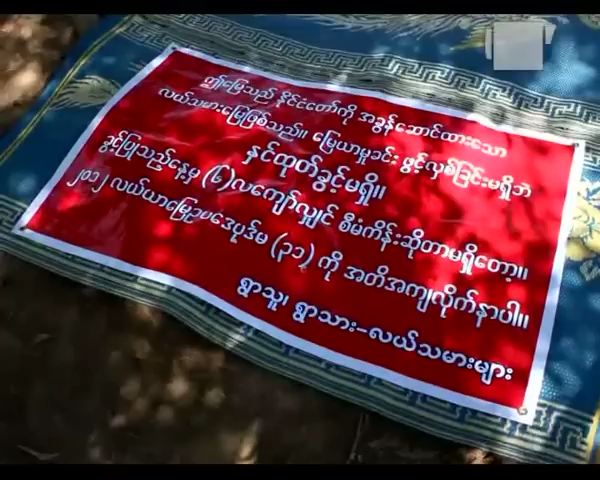 ဤမြေသည် နိုင်ငံတော်ကို အခွန်ဆောင်ထားသော
လယ်သမားမြေဖြစ်သည်။ မြေယာမှုခင်း ဖွင့်လှစ်ခြင်းမရှိဘဲ
နှင်ထုတ်ခွင့်မရှိ။
ခွင့်ပြုသည့်နေ့မှ (၆)လကျော်လျှင် စီမံကိန်းဆိုတာမရှိတော့။
၂၀၁၂ လယ်ယာမြေဥပဒေပုဒ်မ (၃၁) ကို အတိအကျလိုက်နာပါ။
ရွာသူ၊ ရွာသား–လယ်သမားများ